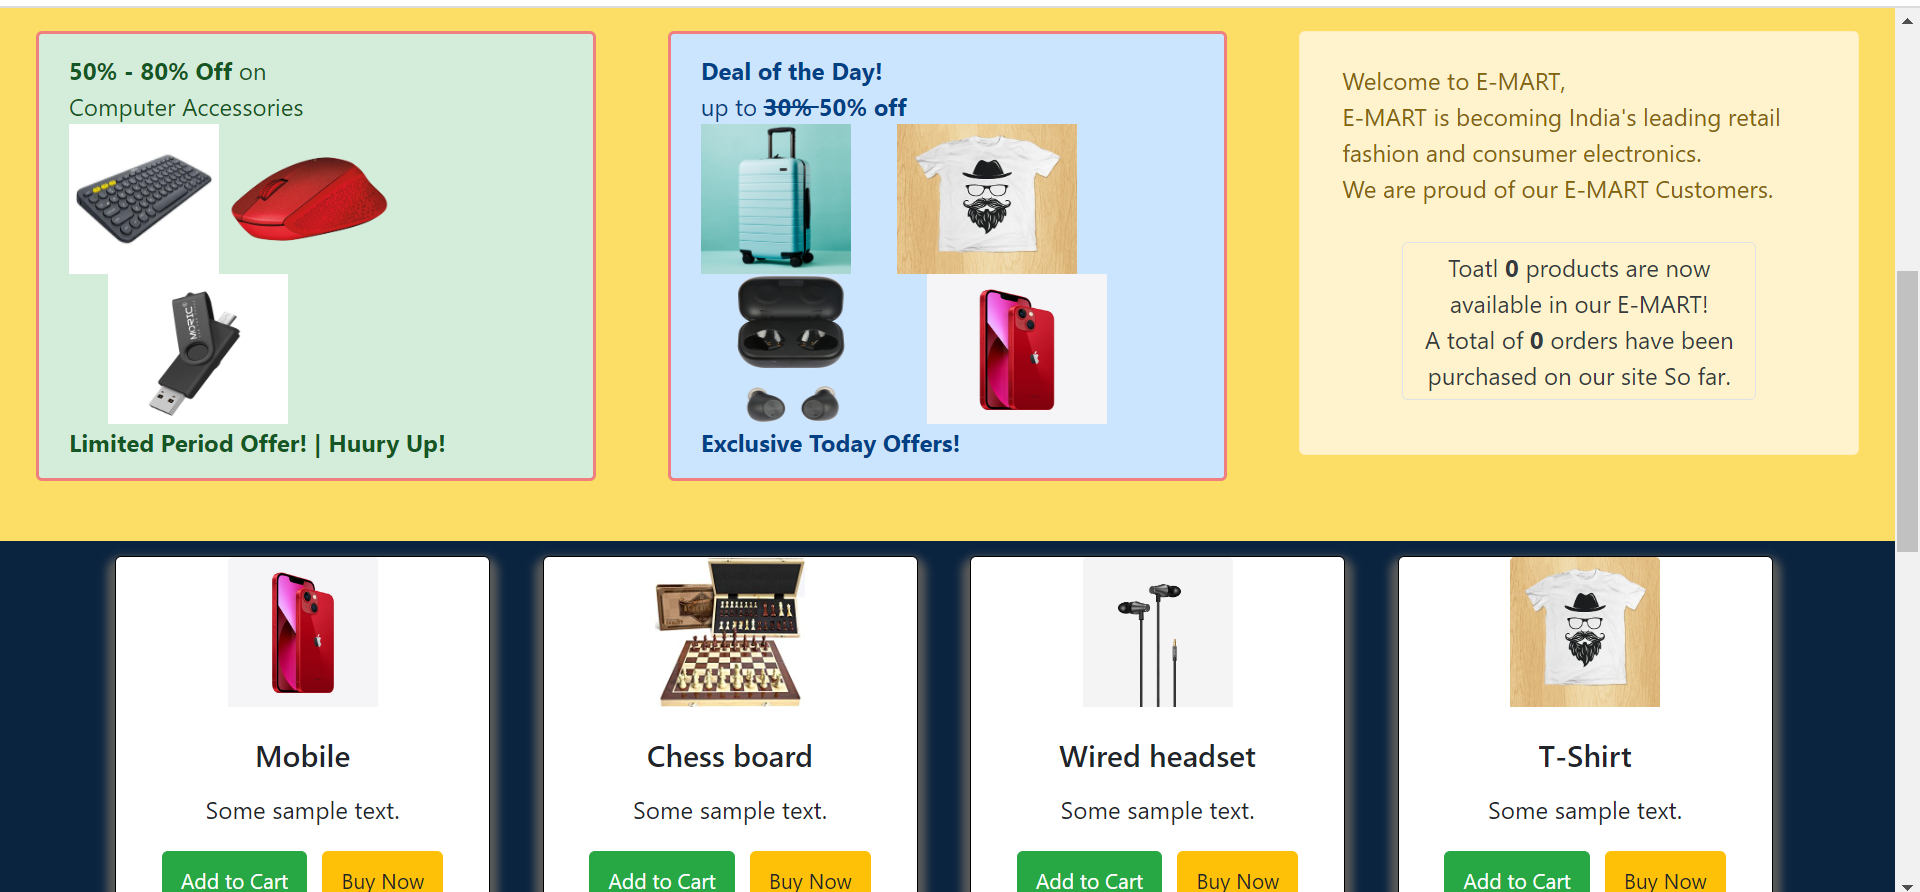 50% - 80% Off on
Computer Accessories
MORIC
Limited Period Offer! | Huury Up!
Deal of the Day!
up to 30% 50% off
Exclusive Today Offers!
Welcome to E-MART,
E-MART is becoming India's leading retail
fashion and consumer electronics.
We are proud of our E-MART Customers.
Toatl 0 products are now
available in our E-MART!
A total of 0 orders have been
purchased on our site So far.
Mobile
Some sample text.
Add to Cart
Buy Now
Chess board
Some sample text.
Add to Cart
Buy Now
Wired headset
Some sample text.
Add to Cart
Buy Now
T-Shirt
Some sample text.
Add to Cart
Buy Now